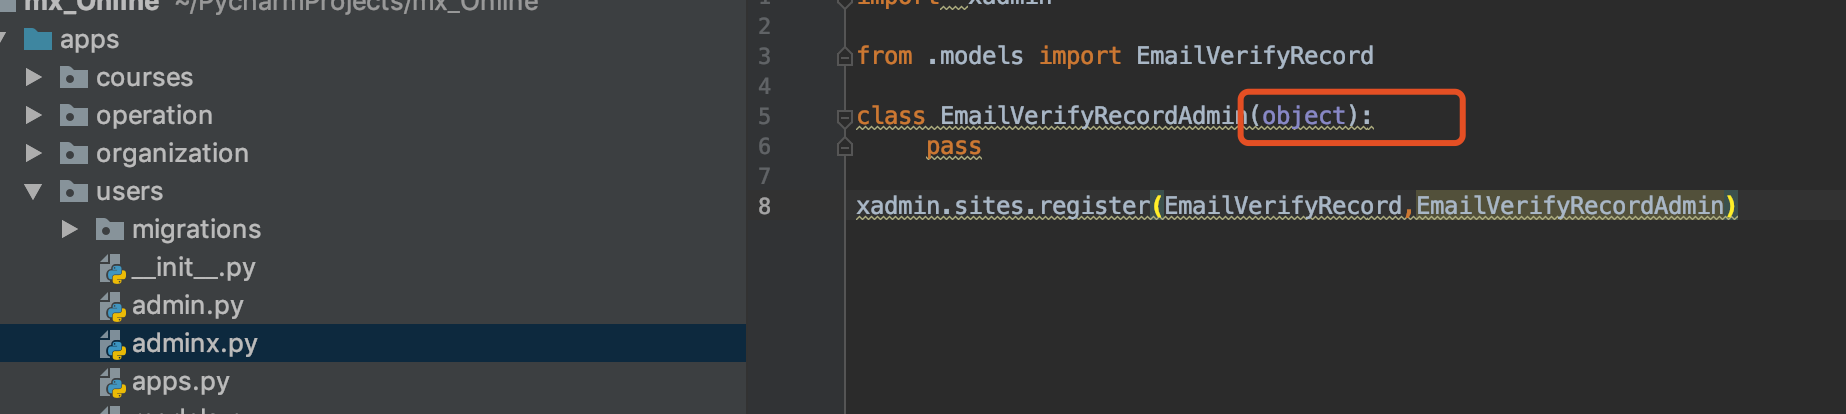 mx_Online ~/PycharmProjects/mx_Online
apps
courses
operation
organization
users
migrations
__init__.py
admin.py
adminx.py
apps.py
1 import xadmin
2
3 from .models import EmailVerifyRecord
4
5 class EmailVerifyRecordAdmin(object):
6 pass
7
8 xadmin.sites.register(EmailVerifyRecord,EmailVerifyRecordAdmin)